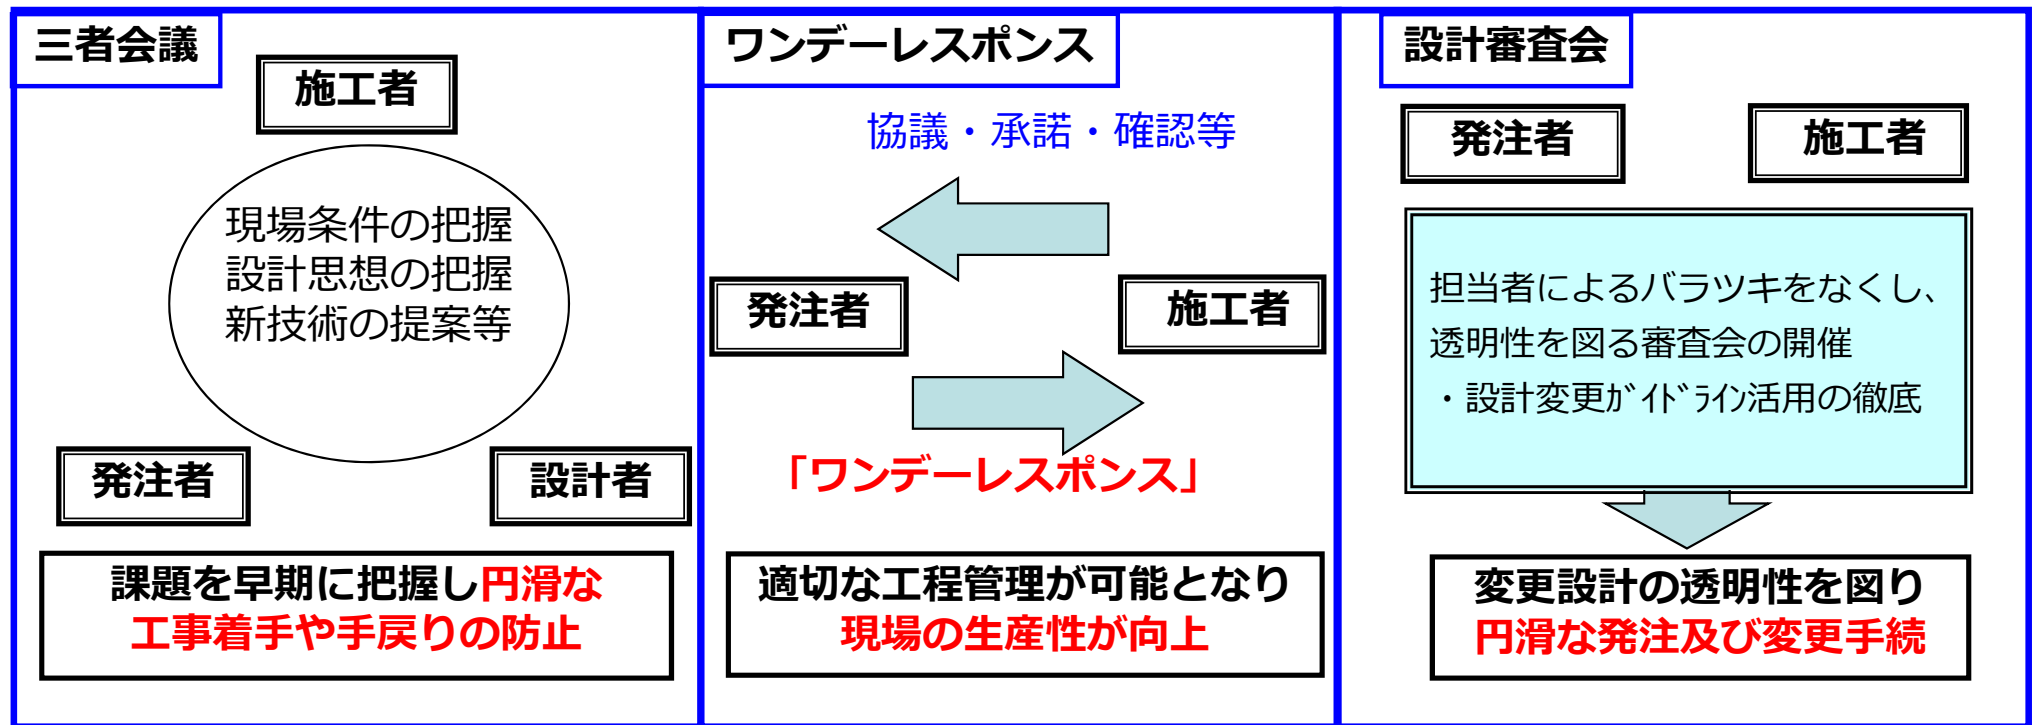 三者会議
施工者
現場条件の把握
設計思想の把握
新技術の提案等
発注者
設計者
課題を早期に把握し円滑な
工事着手や手戻りの防止
ワンデーレスポンス
協議・承諾・確認等
発注者
施工者
「ワンデーレスポンス」
適切な工程管理が可能となり
現場の生産性が向上
設計審査会
発注者
施工者
担当者によるバラツキをなくし、
透明性を図る審査会の開催
・設計変更ｶﾞｲﾄﾞﾗｲﾝ活用の徹底
変更設計の透明性を図り
円滑な発注及び変更手続